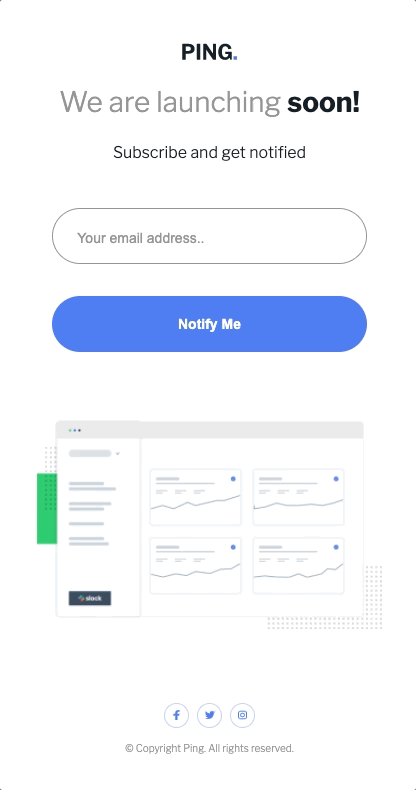 PING.
We are launching soon!
Subscribe and get notified
Your email address..
Notify Me
slack
© Copyright Ping. All rights reserved.